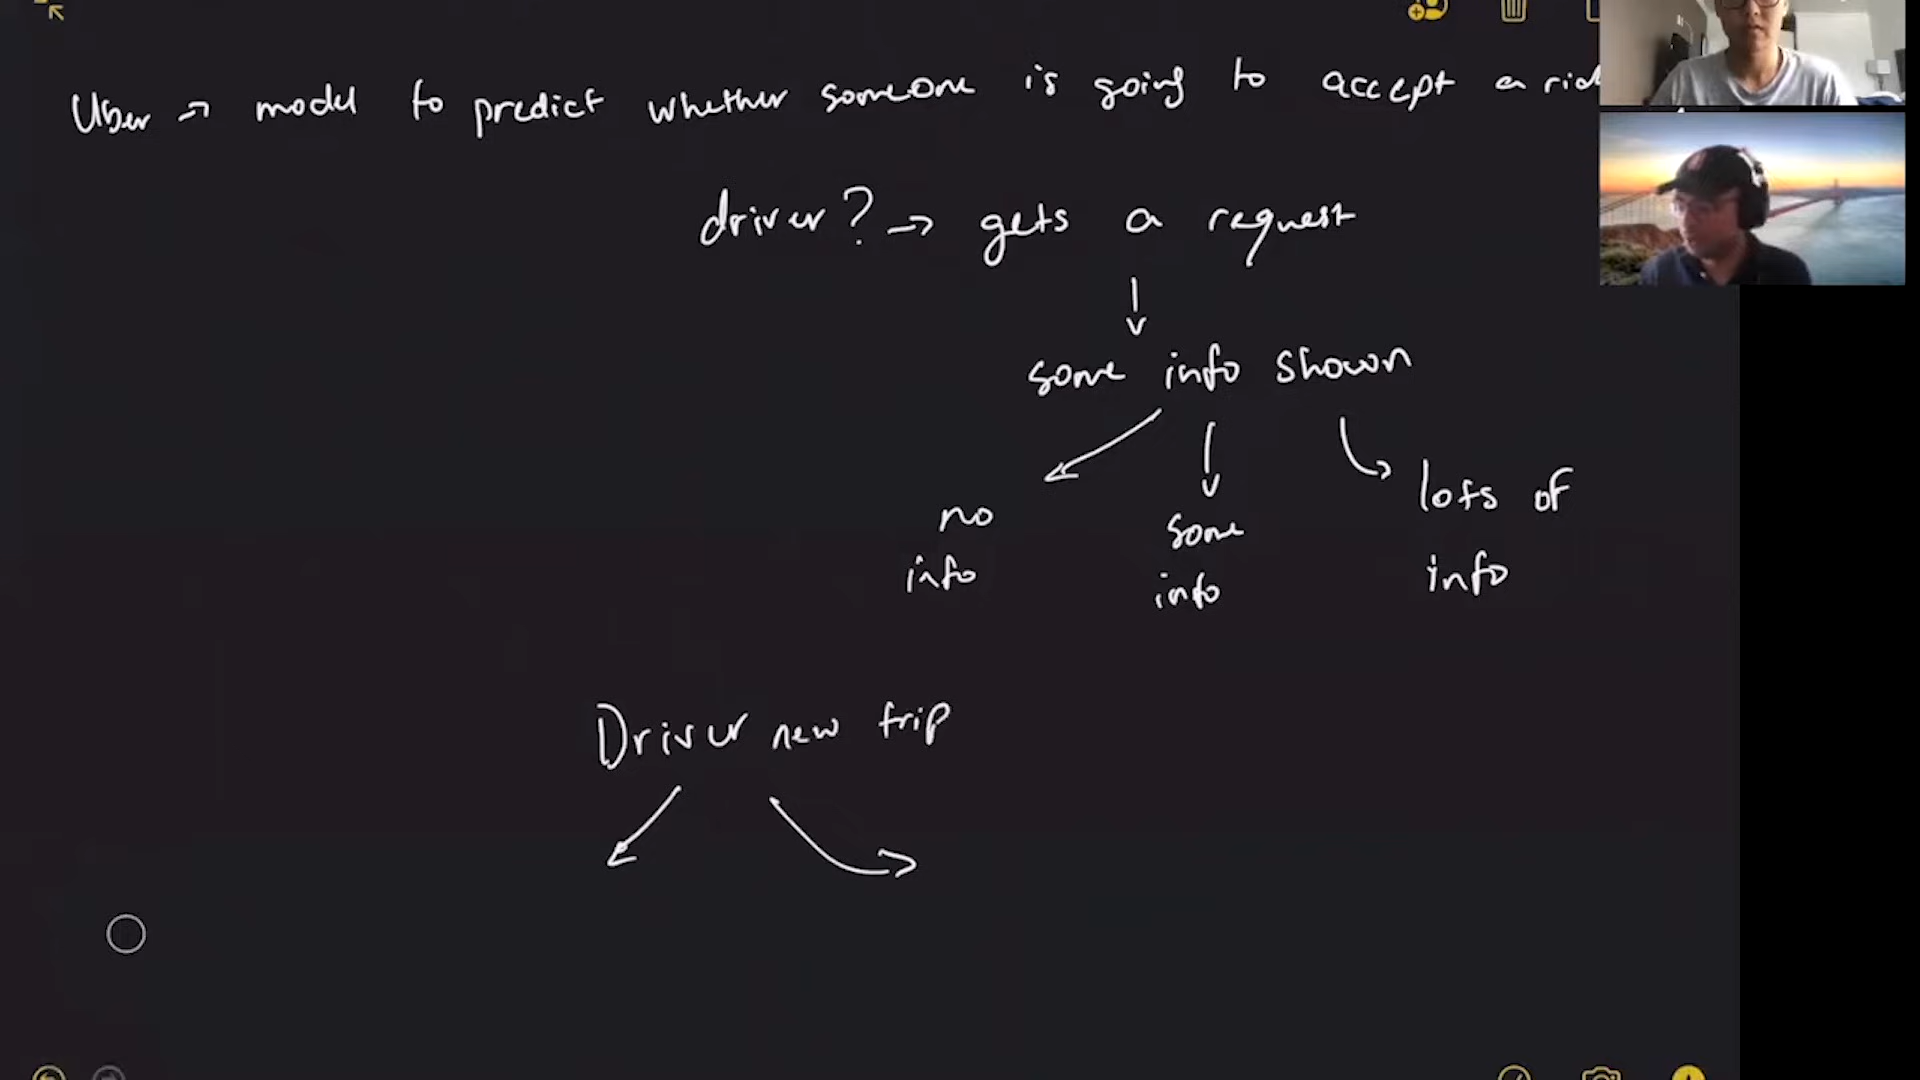 Uber → model to predict whether someone is going to accept a
driver? → gets a request
some info shown
no info
some info
lots of info
Driver new trip